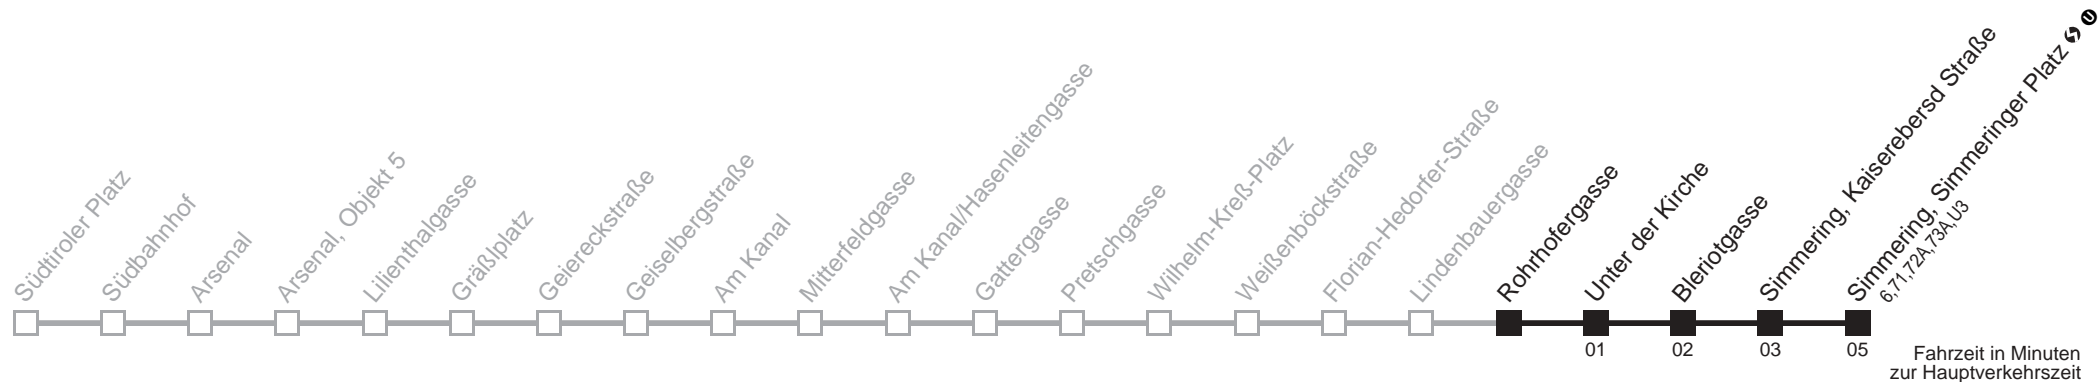 Südtiroler Platz
Südbahnhof
Arsenal
Arsenal, Objekt 5
Lilienthalgasse
Gräßlplatz
Geiereckstraße
Geiselbergstraße
Am Kanal
Mitterfeldgasse
Am Kanal/Hasenleitengasse
Gattergasse
Pretschgasse
Wilhelm-Kreß-Platz
Weißenböckstraße
Florian-Hedorfer-Straße
Lindenbauergasse
Rohrhofergasse
Unter der Kirche
Bleriotgasse
Simmering, Kaiserebersd Straße
Simmering, Simmeringer Platz S U
6,71,72A,73A,U3
01 02 03 05
Fahrzeit in Minuten
zur Hauptverkehrszeit